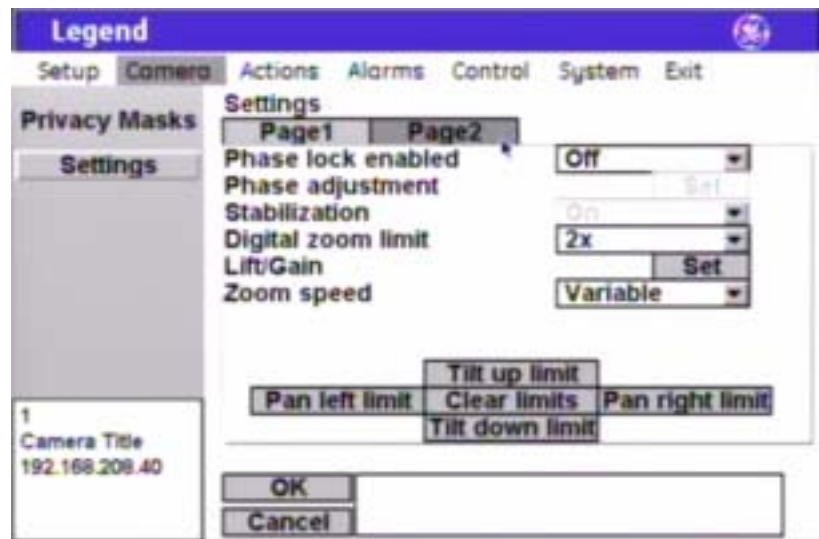 Legend
Setup Camera Actions Alarms Control System Exit
Privacy Masks
Settings
Settings
Page1 Page2
Phase lock enabled Off
Phase adjustment Set
Stabilization On
Digital zoom limit 2x
Lift/Gain Set
Zoom speed Variable
Tilt up limit
Pan left limit Clear limits Pan right limit
Tilt down limit
1
Camera Title
192.168.208.40
OK
Cancel